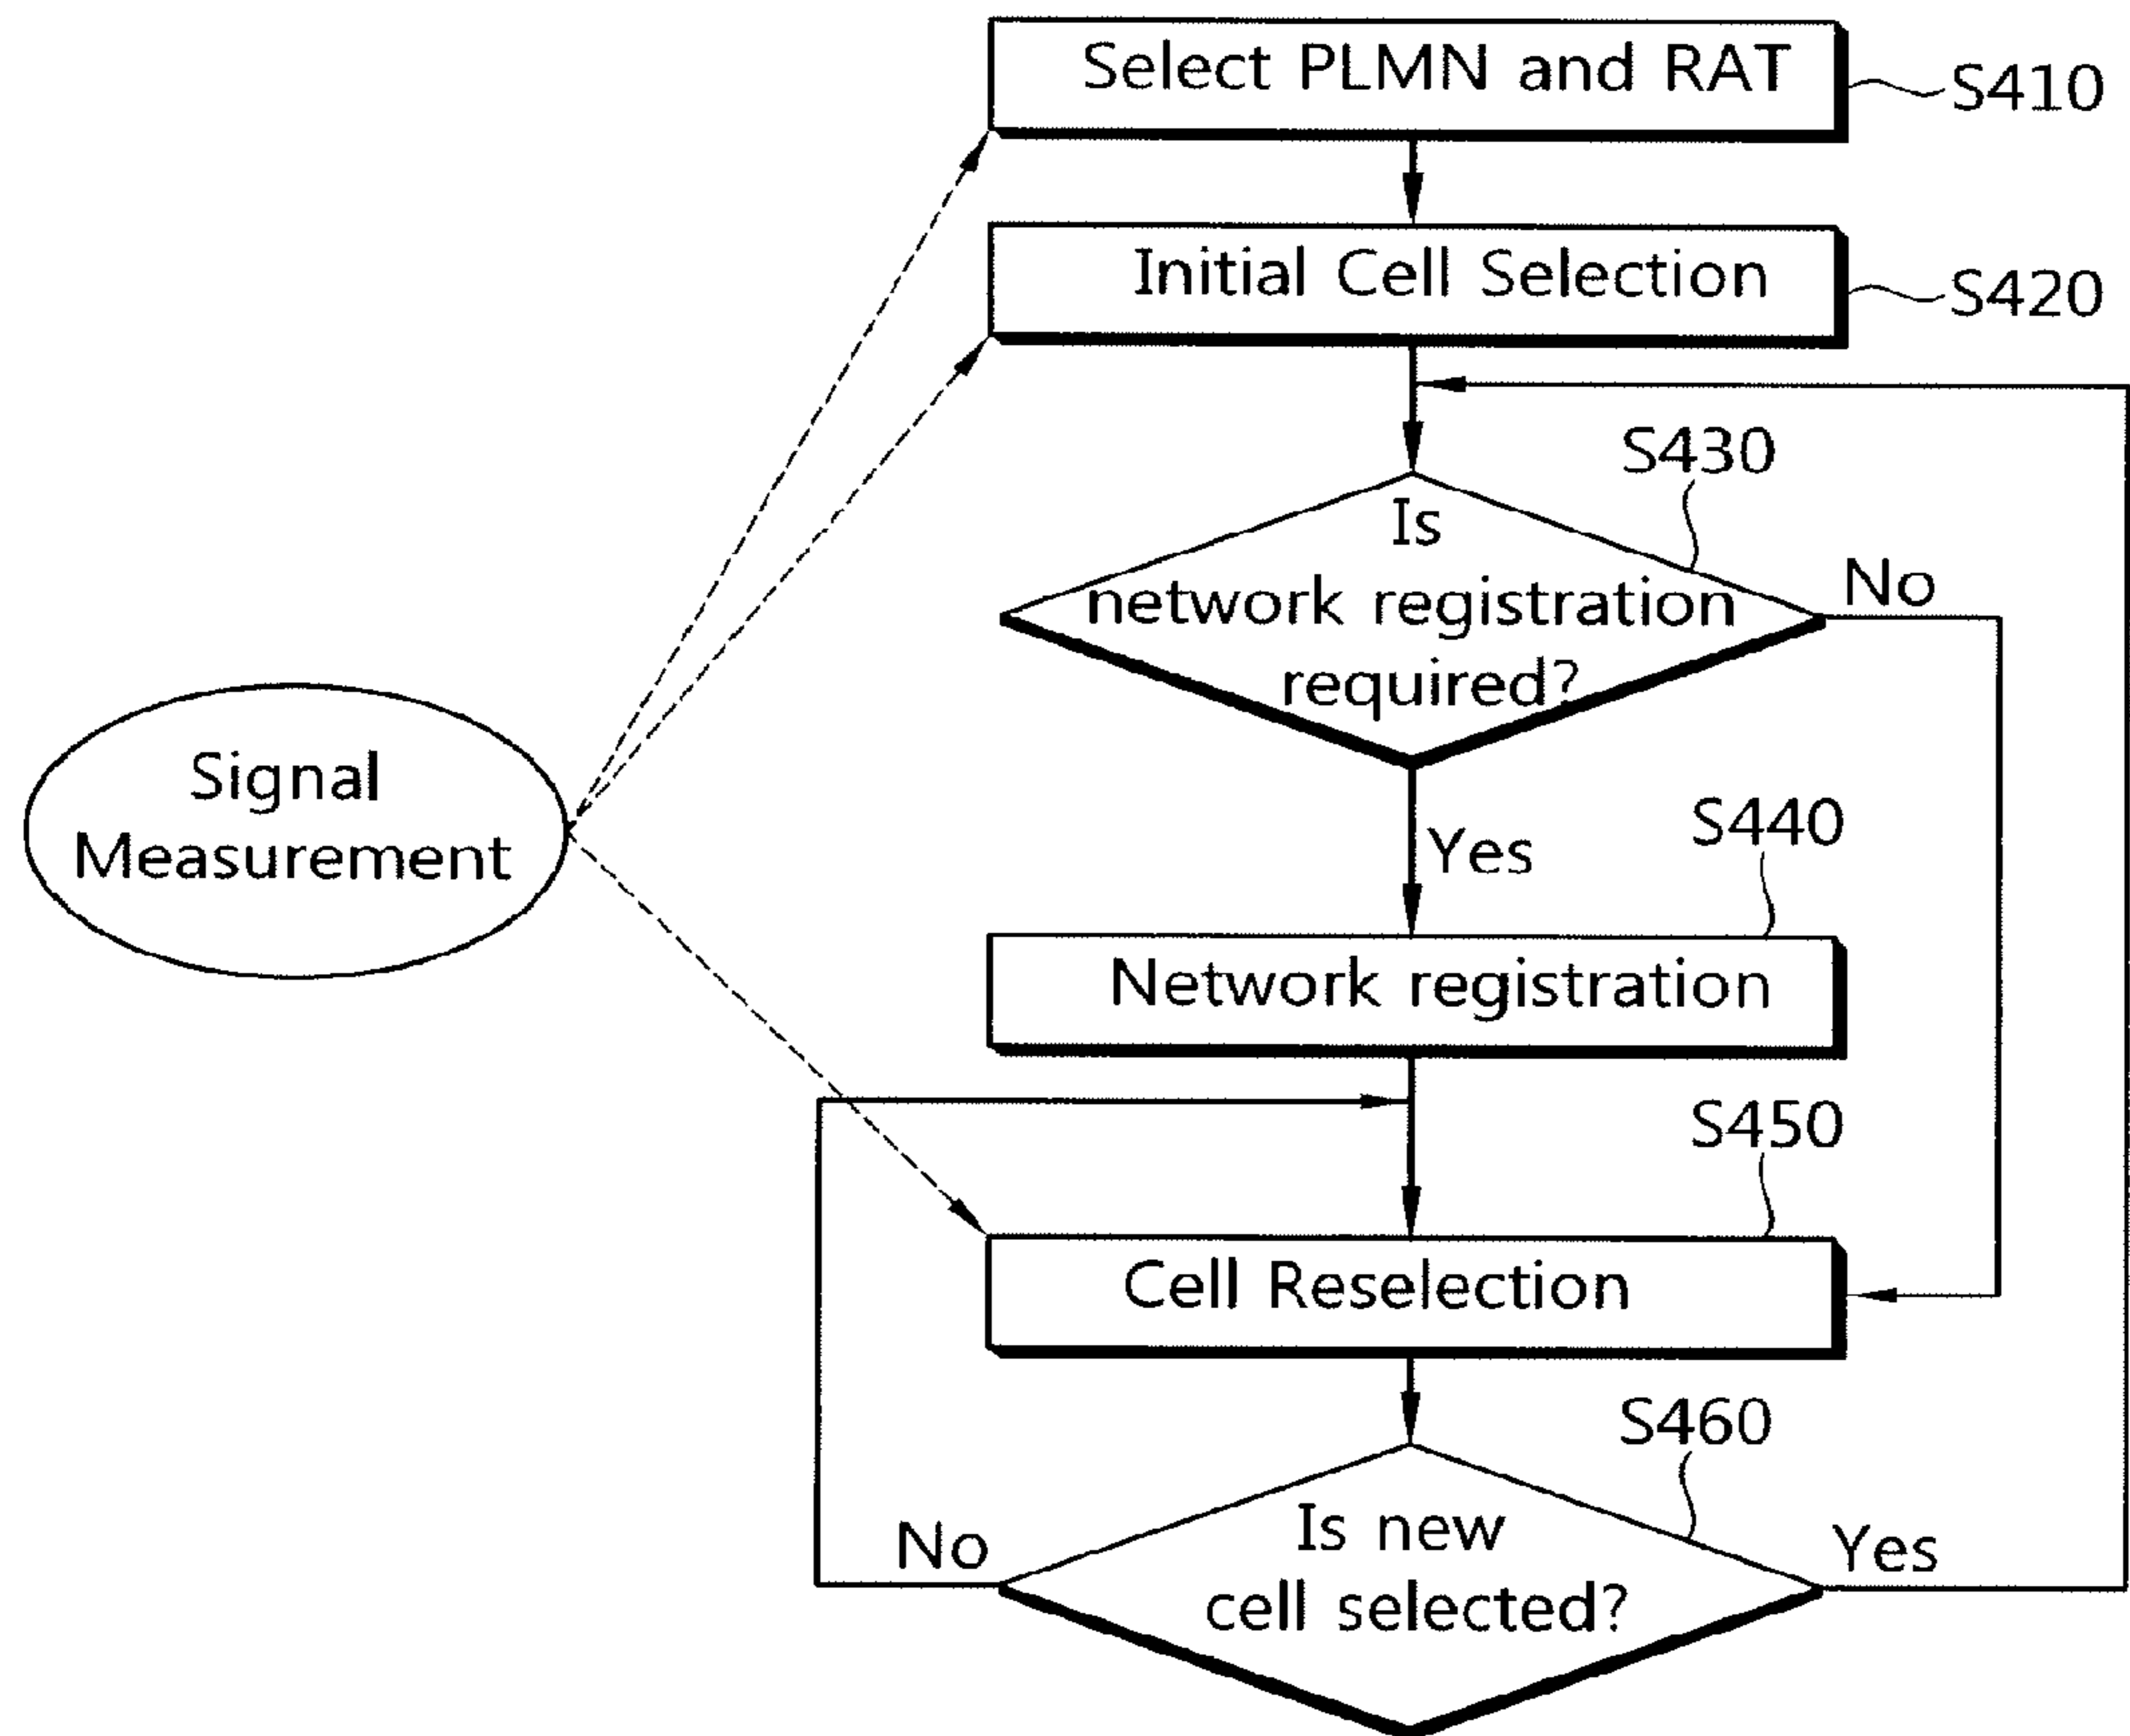 Select PLMN and RAT
S410
Initial Cell Selection
S420
S430
Is
network registration
required?
No
Signal
Measurement
Yes
S440
Network registration
S450
Cell Reselection
S460
Is new
cell selected?
No
Yes